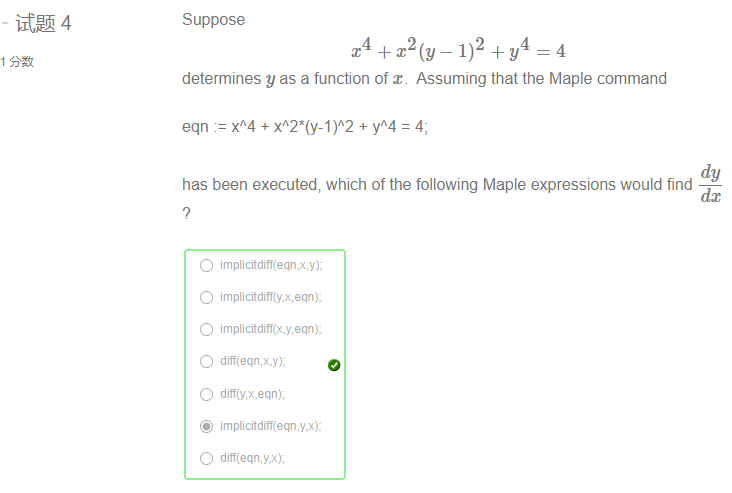 - 试题 4
1 分数
Suppose
x^4 + x^2(y − 1)^2 + y^4 = 4
determines y as a function of x. Assuming that the Maple command
eqn := x^4 + x^2*(y-1)^2 + y^4 = 4;
has been executed, which of the following Maple expressions would find dy/dx
?
implicitdiff(eqn,x,y);
implicitdiff(y,x,eqn);
implicitdiff(x,y,eqn);
diff(eqn,x,y);
diff(y,x,eqn);
implicitdiff(eqn,y,x);
diff(eqn,y,x);